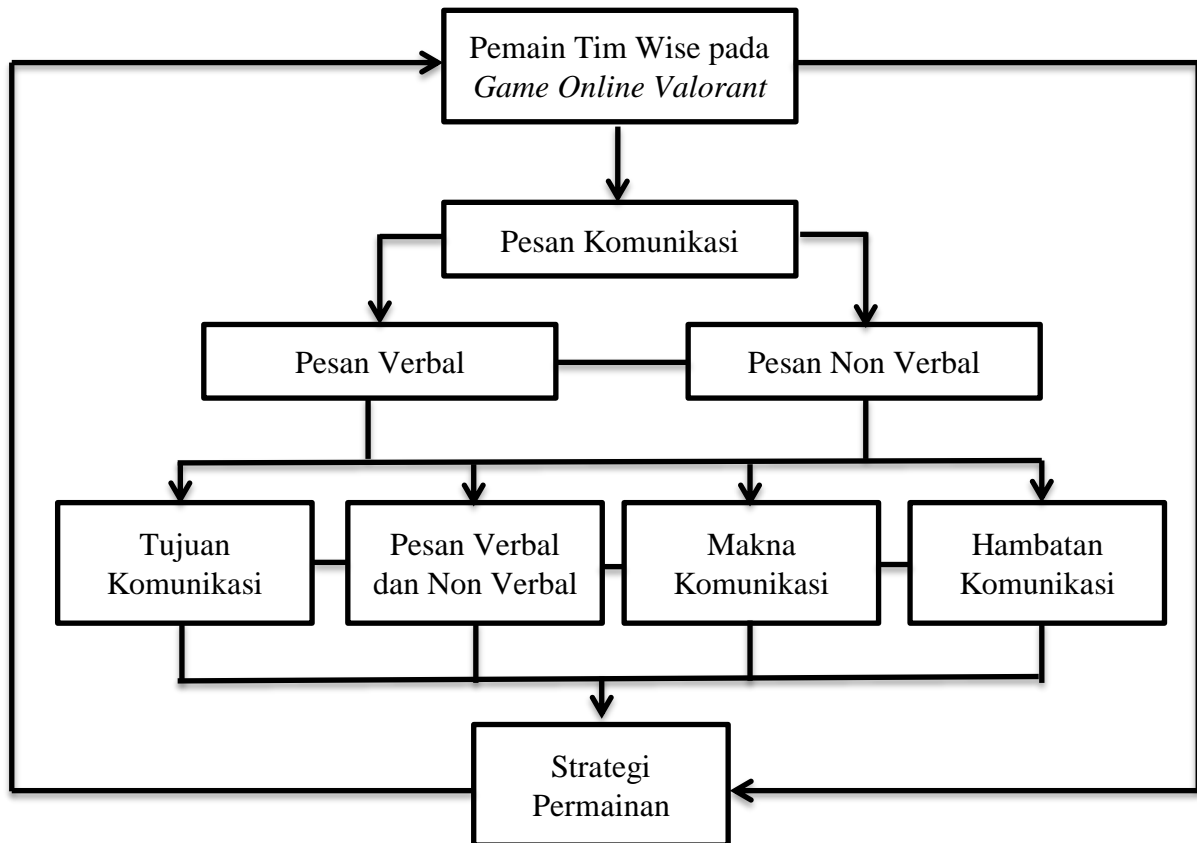 Pemain Tim Wise pada
Game Online Valorant
Pesan Komunikasi
Pesan Verbal
Pesan Non Verbal
Tujuan
Komunikasi
Pesan Verbal
dan Non Verbal
Makna
Komunikasi
Hambatan
Komunikasi
Strategi
Permainan